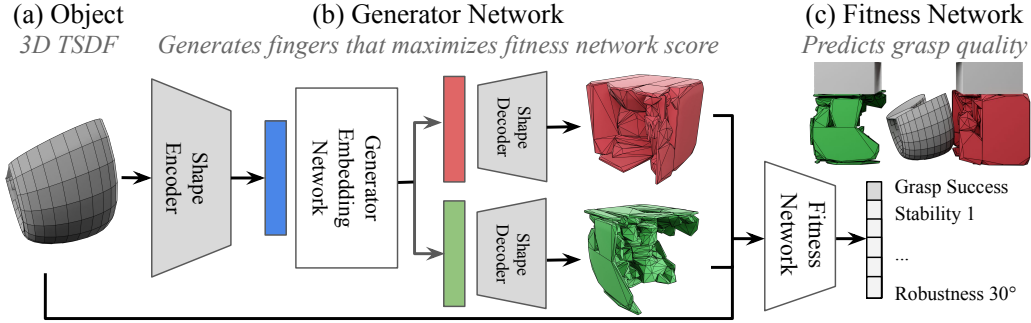 (a) Object
3D TSDF
(b) Generator Network
Generates fingers that maximizes fitness network score
(c) Fitness Network
Predicts grasp quality
Shape
Encoder
Generator
Embedding
Network
Shape
Decoder
Shape
Decoder
Fitness
Network
Grasp Success
Stability 1
...
Robustness 30°